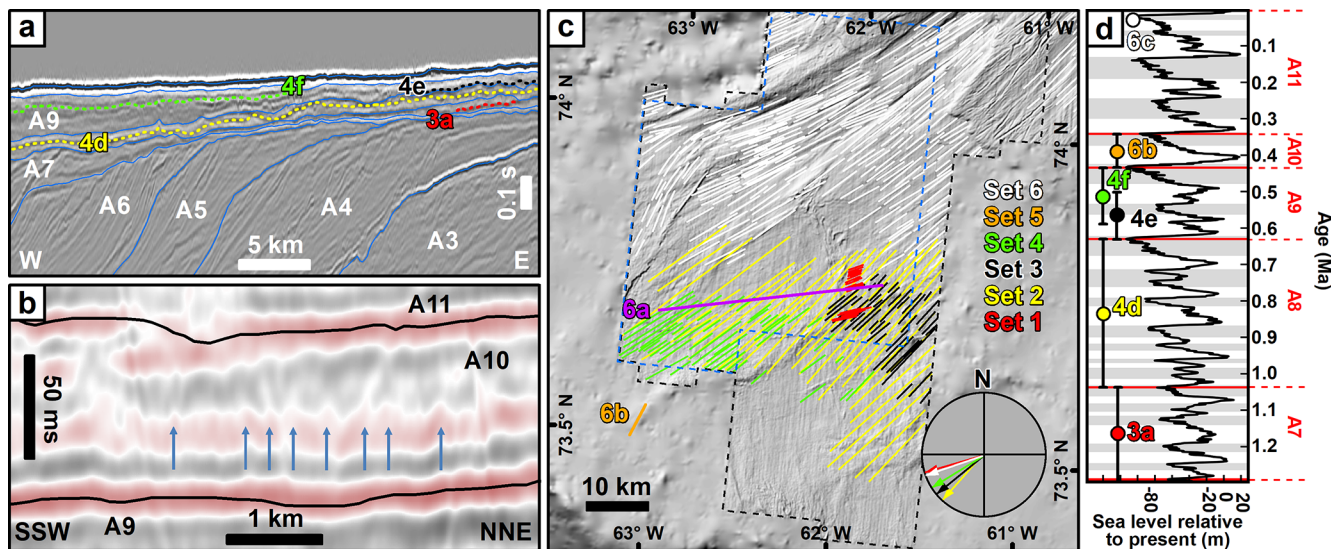 a
4f
4e
A9
3a
4d
A7
A6
A5
A4
A3
0.1 s
5 km
W
E
b
A11
A10
50 ms
A9
1 km
SSW
NNE
c
63° W
62° W
61° W
74° N
74° N
Set 6
Set 5
Set 4
Set 3
Set 2
Set 1
6a
6b
73.5° N
73.5° N
N
10 km
63° W
62° W
61° W
d
6c
6b
4f
4e
4d
3a
0.1
0.2
0.3
0.4
0.5
0.6
0.7
0.8
0.9
1.0
1.1
1.2
Age (Ma)
A11
A10
A9
A8
A7
-80
-20
20
Sea level relative
to present (m)